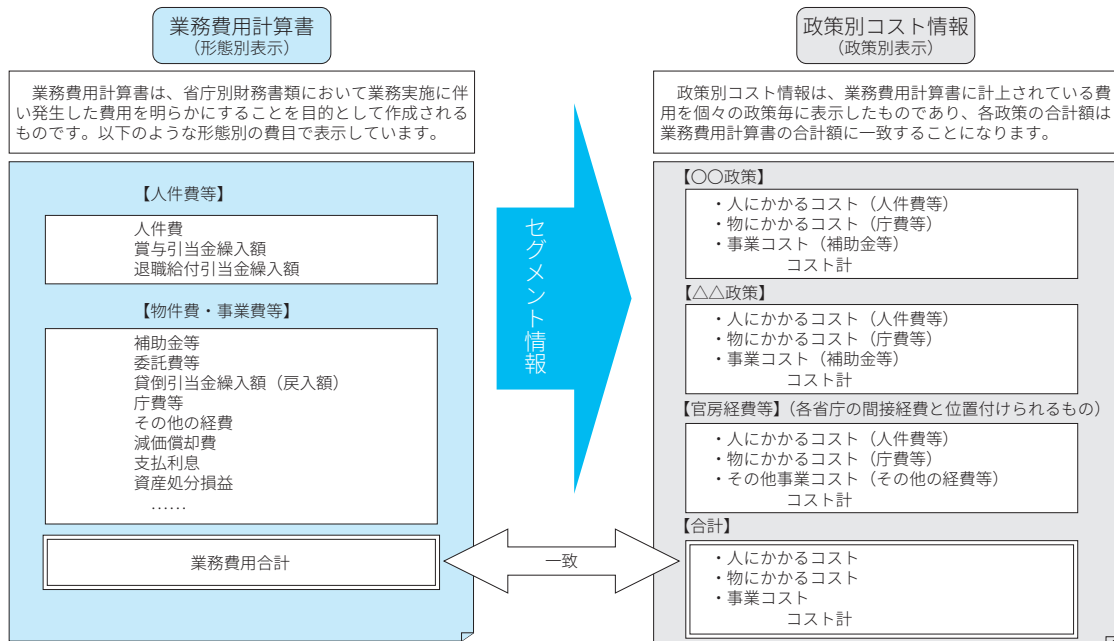 業務費用計算書
（形態別表示）
業務費用計算書は、省庁別財務書類において業務実施に伴
い発生した費用を明らかにすることを目的として作成される
ものです。以下のような形態別の費目で表示しています。
【人件費等】
人件費
賞与引当金繰入額
退職給付引当金繰入額
【物件費・事業費等】
補助金等
委託費等
貸倒引当金繰入額（戻入額）
庁費等
その他の経費
減価償却費
支払利息
資産処分損益
……
業務費用合計
セグメント情報
一致
政策別コスト情報
（政策別表示）
政策別コスト情報は、業務費用計算書に計上されている費
用を個々の政策毎に表示したものであり、各政策の合計額は
業務費用計算書の合計額に一致することになります。
【〇〇政策】
・人にかかるコスト（人件費等）
・物にかかるコスト（庁費等）
・事業コスト（補助金等）
コスト計
【△△政策】
・人にかかるコスト（人件費等）
・物にかかるコスト（庁費等）
・事業コスト（補助金等）
コスト計
【官房経費等】（各省庁の間接経費と位置付けられるもの）
・人にかかるコスト（人件費等）
・物にかかるコスト（庁費等）
・その他事業コスト（その他の経費等）
コスト計
【合計】
・人にかかるコスト
・物にかかるコスト
・事業コスト
コスト計